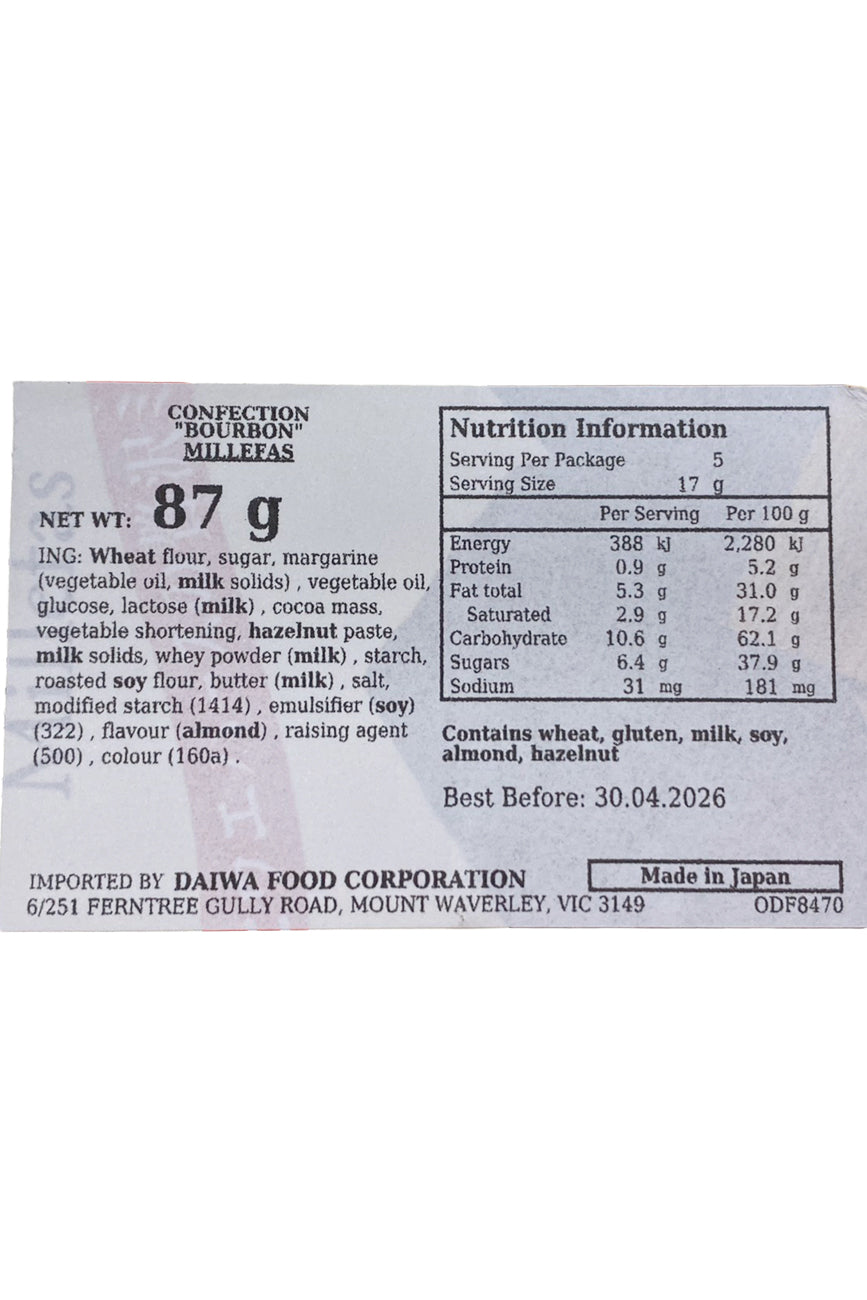 CONFECTION
"BOURBON"
MILLEFAS
NET WT: 87 g
ING: Wheat flour, sugar, margarine
(vegetable oil, milk solids) , vegetable oil,
glucose, lactose (milk) , cocoa mass,
vegetable shortening, hazelnut paste,
milk solids, whey powder (milk) , starch,
roasted soy flour, butter (milk) , salt,
modified starch (1414) , emulsifier (soy)
(322) , flavour (almond) , raising agent
(500) , colour (160a) .
Nutrition Information
Serving Per Package 5
Serving Size 17 g
Per Serving Per 100 g
Energy 388 kJ 2,280 kJ
Protein 0.9 g 5.2 g
Fat total 5.3 g 31.0 g
Saturated 2.9 g 17.2 g
Carbohydrate 10.6 g 62.1 g
Sugars 6.4 g 37.9 g
Sodium 31 mg 181 mg
Contains wheat, gluten, milk, soy,
almond, hazelnut
Best Before: 30.04.2026
IMPORTED BY DAIWA FOOD CORPORATION
6/251 FERNTREE GULLY ROAD, MOUNT WAVERLEY, VIC 3149
Made in Japan
ODF8470